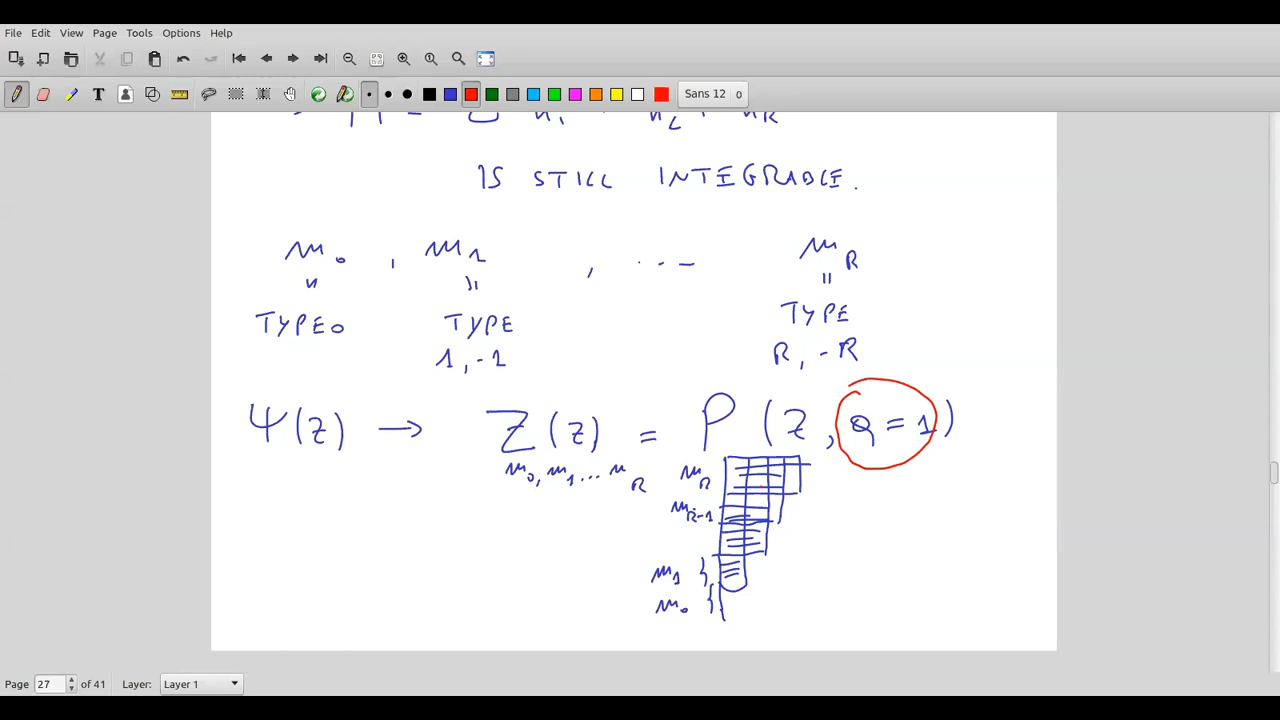 File Edit View Page Tools Options Help
Sans 12 0
IS STILL INTEGRABLE.
m₀ , m₁ , ... m_R
TYPE 0 TYPE TYPE
1, -1 R, -R
Ψ(z) → Z(z) = P (z, q = 1)
m₀, m₁ ... m_R m_R
m_R-1
m₁
m₀
Page 27 of 41 Layer: Layer 1